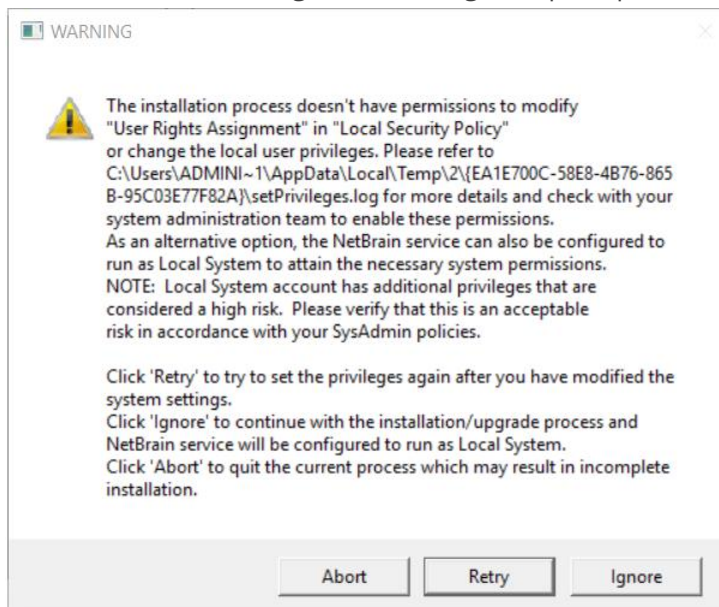 WARNING
The installation process doesn't have permissions to modify
"User Rights Assignment" in "Local Security Policy"
or change the local user privileges. Please refer to
C:\Users\ADMINI~1\AppData\Local\Temp\2\{EA1E700C-58E8-4B76-865
B-95C03E77F82A}\setPrivileges.log for more details and check with your
system administration team to enable these permissions.
As an alternative option, the NetBrain service can also be configured to
run as Local System to attain the necessary system permissions.
NOTE:  Local System account has additional privileges that are
considered a high risk.  Please verify that this is an acceptable
risk in accordance with your SysAdmin policies.
Click 'Retry' to try to set the privileges again after you have modified the
system settings.
Click 'Ignore' to continue with the installation/upgrade process and
NetBrain service will be configured to run as Local System.
Click 'Abort' to quit the current process which may result in incomplete
installation.
Abort Retry Ignore